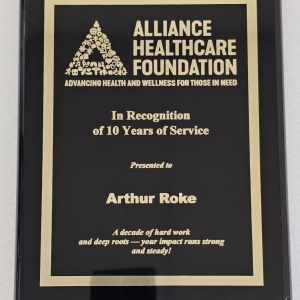 ALLIANCE
HEALTHCARE
FOUNDATION
ADVANCING HEALTH AND WELLNESS FOR THOSE IN NEED
In Recognition
of 10 Years of Service
Presented to
Arthur Roke
A decade of hard work
and deep roots — your impact runs strong
and steady!